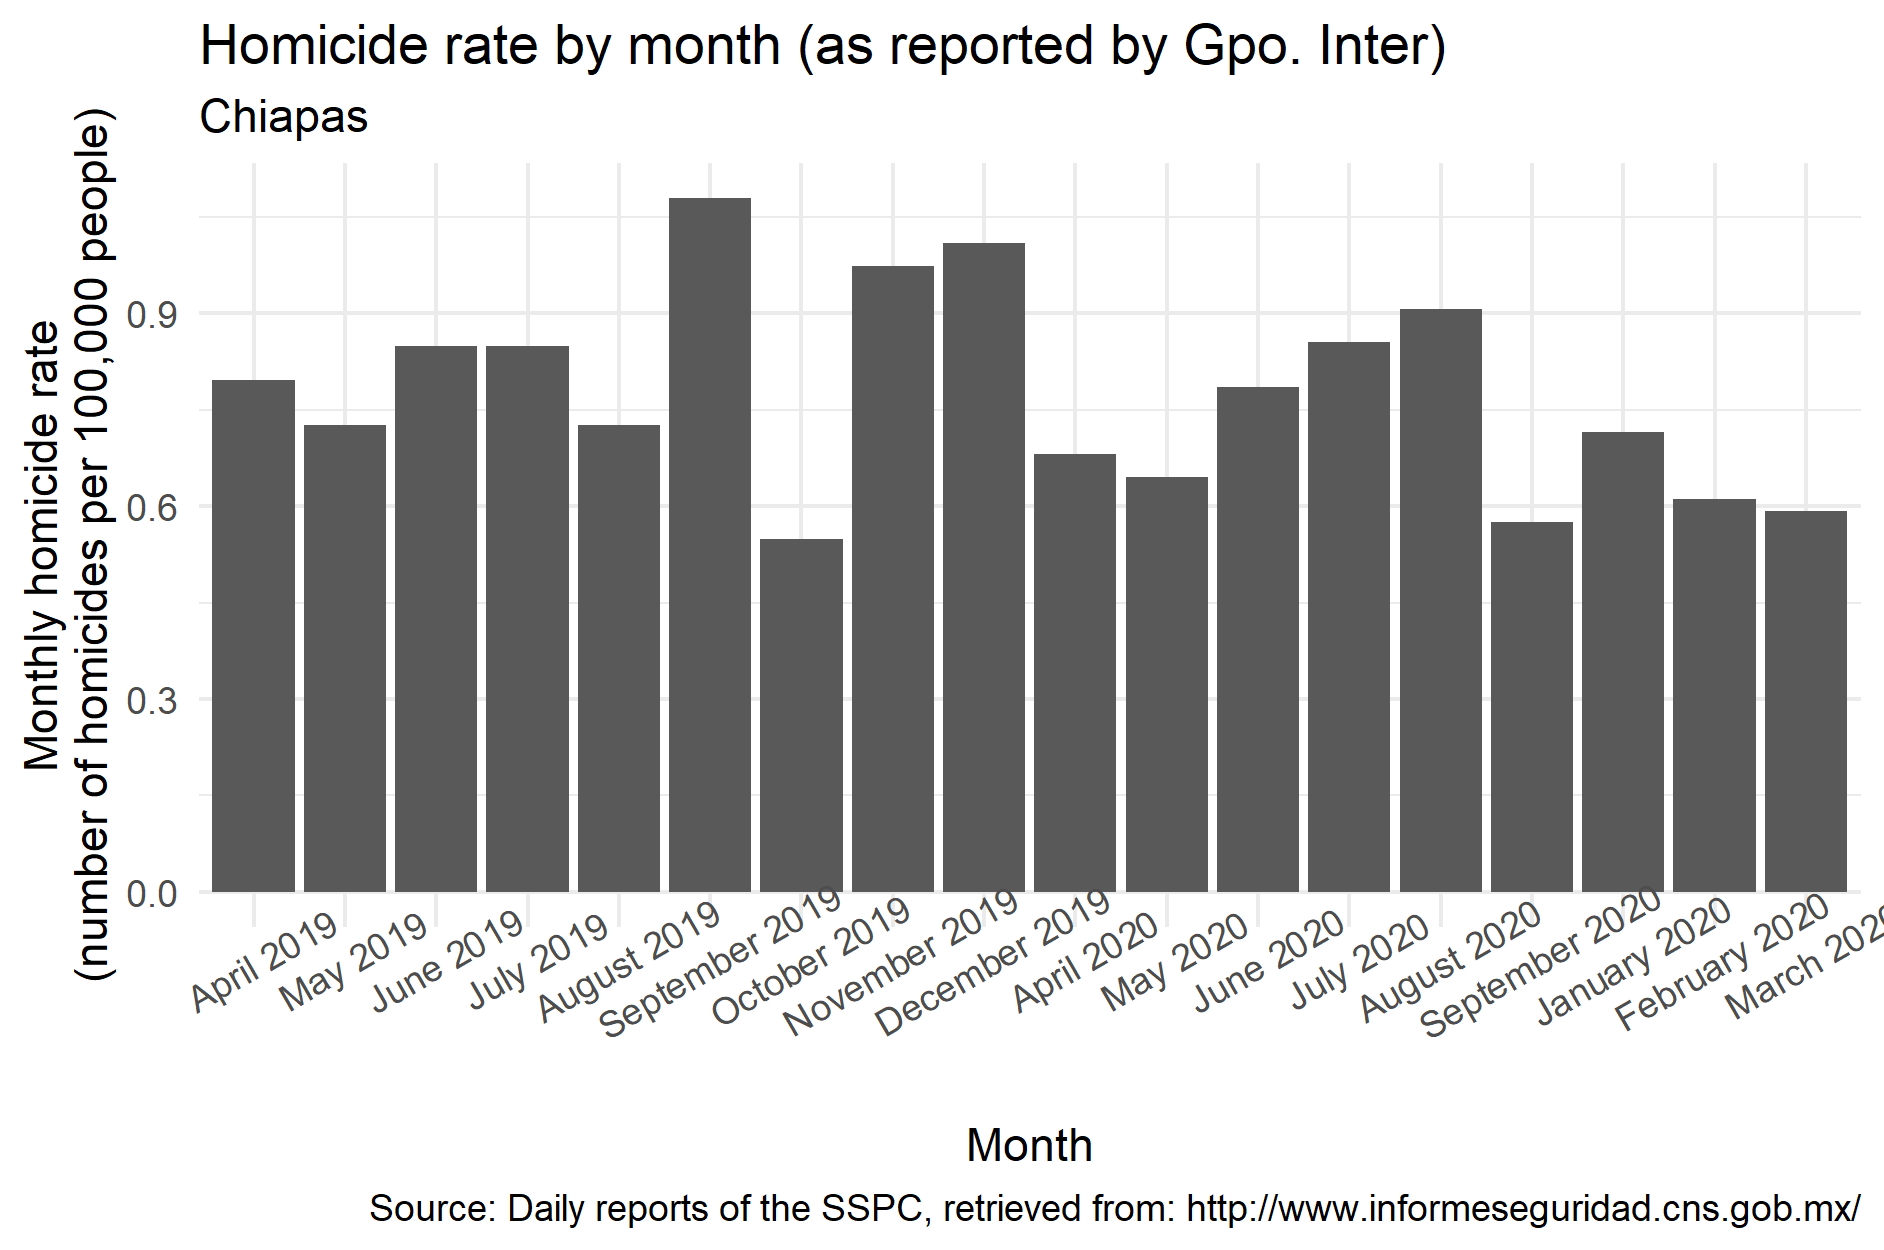 Homicide rate by month (as reported by Gpo. Inter)
Chiapas
Monthly homicide rate
(number of homicides per 100,000 people)
0.9
0.6
0.3
0.0
April 2019
May 2019
June 2019
July 2019
August 2019
September 2019
October 2019
November 2019
December 2019
April 2020
May 2020
June 2020
July 2020
August 2020
September 2020
January 2020
February 2020
March 2020
Month
Source: Daily reports of the SSPC, retrieved from: http://www.informeseguridad.cns.gob.mx/